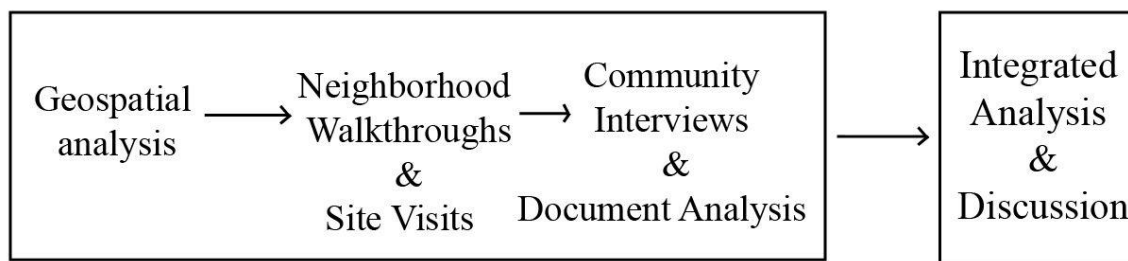 Geospatial
analysis
Neighborhood
Walkthroughs
&
Site Visits
Community
Interviews
&
Document Analysis
Integrated
Analysis
&
Discussion